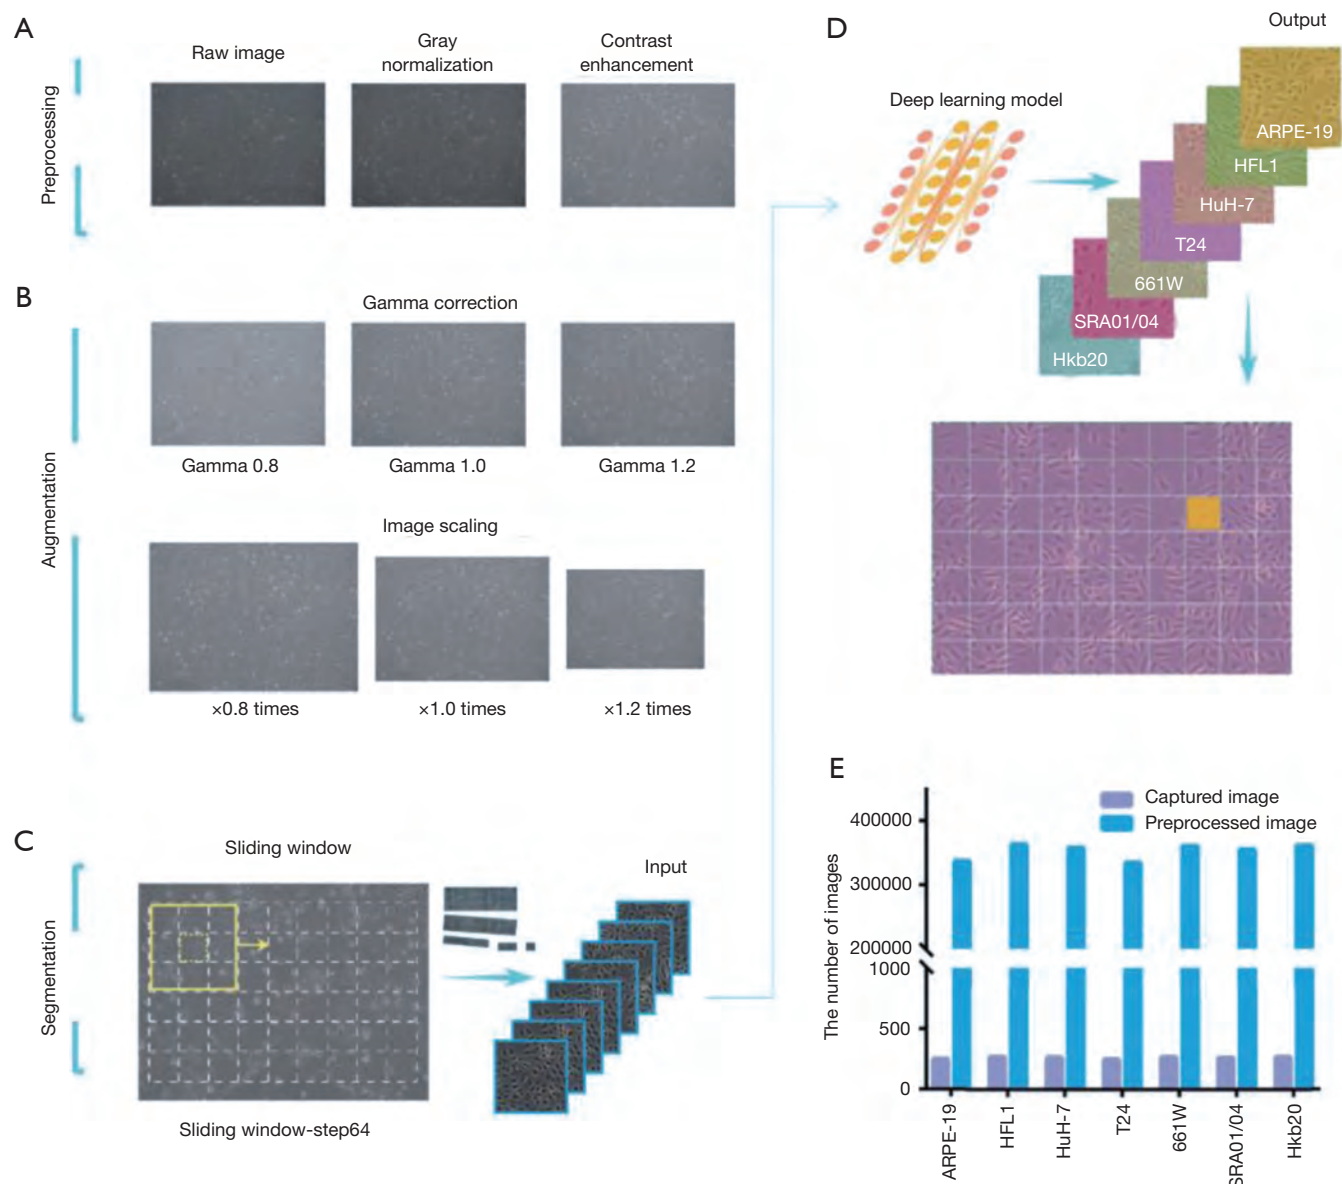 A
Preprocessing
Raw image
Gray
normalization
Contrast
enhancement
B
Augmentation
Gamma correction
Gamma 0.8
Gamma 1.0
Gamma 1.2
Image scaling
×0.8 times
×1.0 times
×1.2 times
C
Segmentation
Sliding window
Sliding window-step64
Input
D
Deep learning model
Output
ARPE-19
HFL1
HuH-7
T24
661W
SRA01/04
Hkb20
E
The number of images
Captured image
Preprocessed image
400000
300000
200000
1000
500
0
ARPE-19
HFL1
HuH-7
T24
661W
SRA01/04
Hkb20